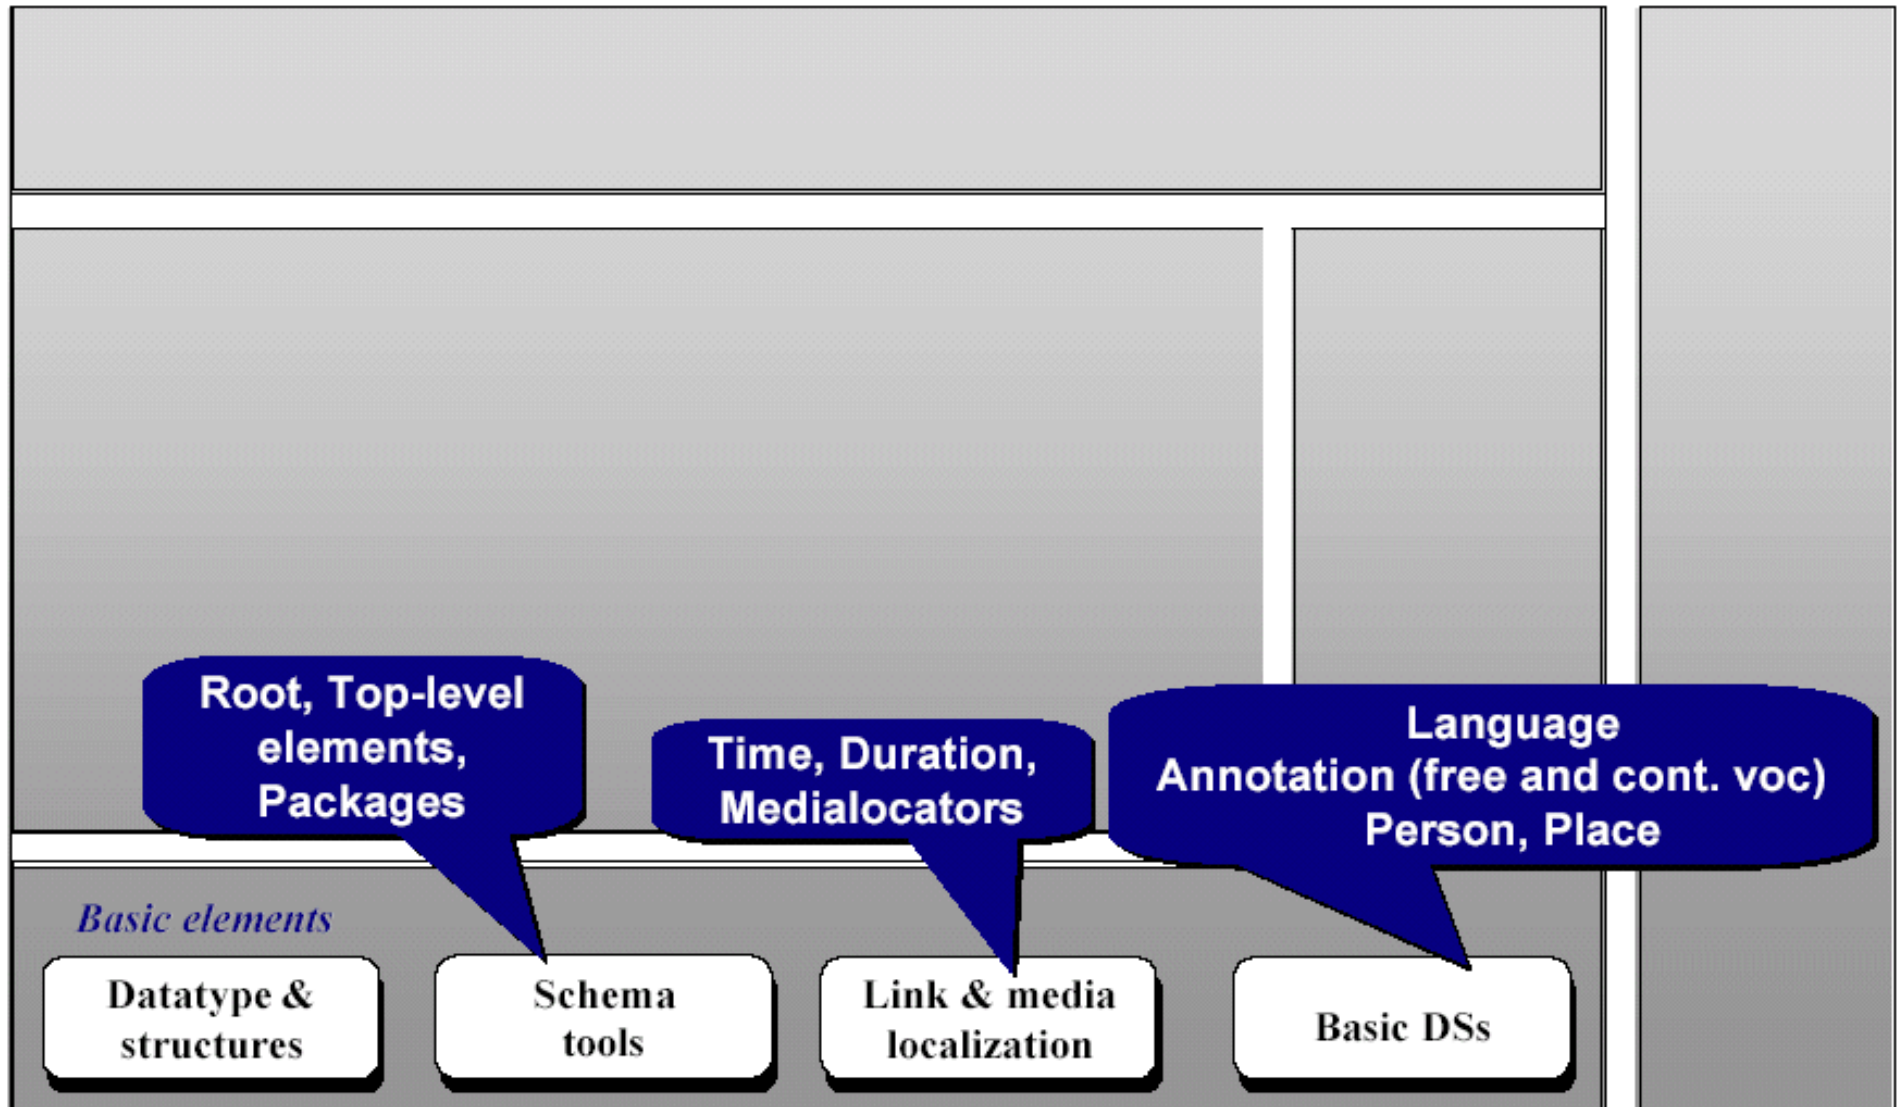 Root, Top-level
elements,
Packages
Time, Duration,
Medialocators
Language
Annotation (free and cont. voc)
Person, Place
Basic elements
Datatype &
structures
Schema
tools
Link & media
localization
Basic DSs